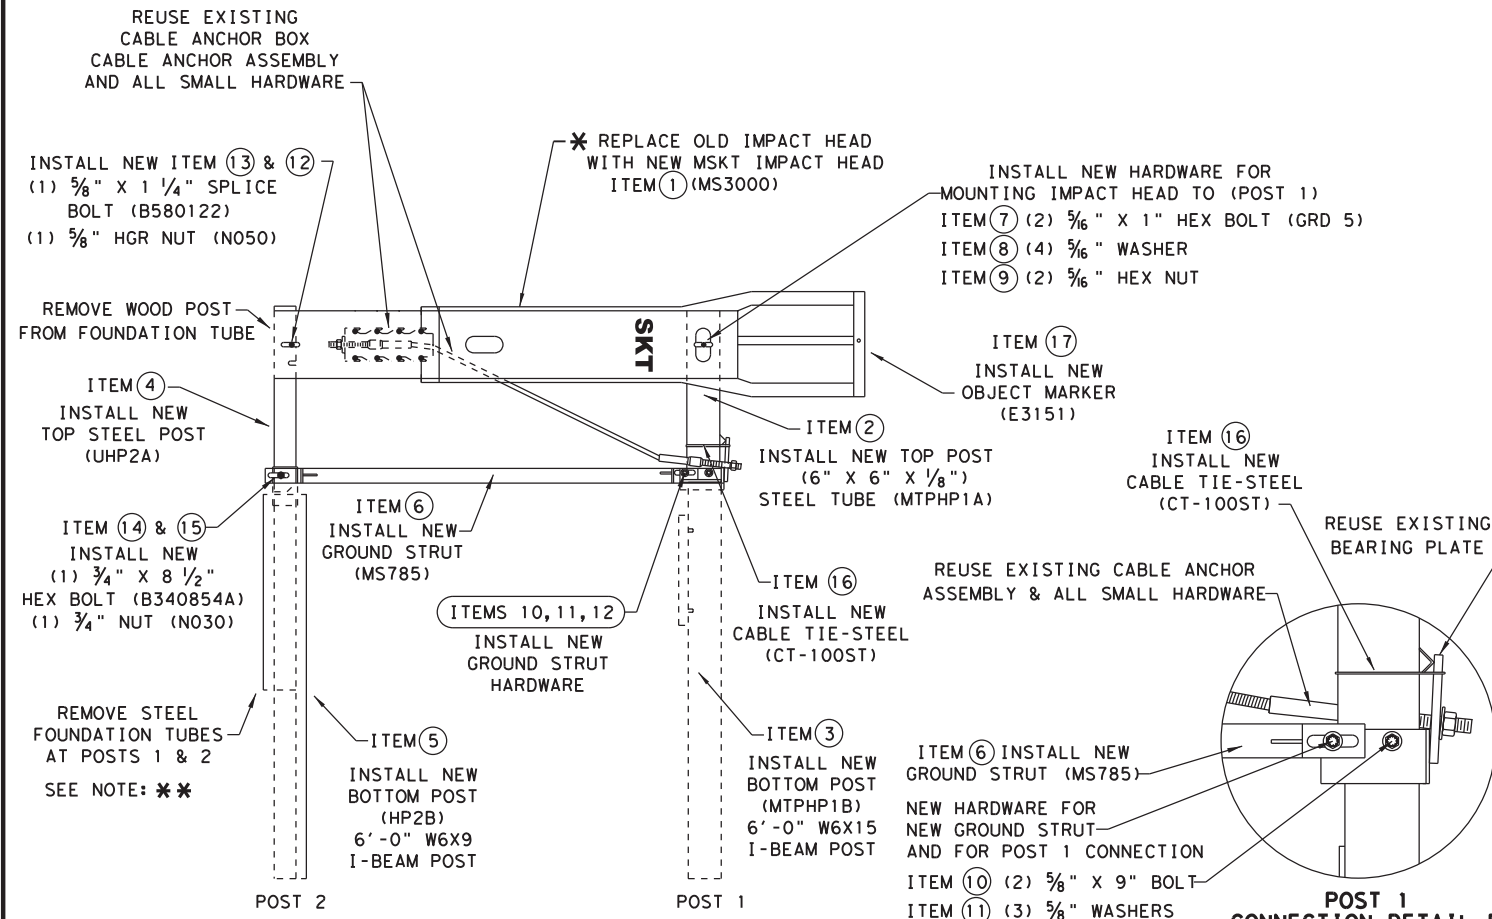 REUSE EXISTING
CABLE ANCHOR BOX
CABLE ANCHOR ASSEMBLY
AND ALL SMALL HARDWARE
INSTALL NEW ITEM 13 & 12
(1) 5/8" X 1 1/4" SPLICE
BOLT (B580122)
(1) 5/8" HGR NUT (N050)
* REPLACE OLD IMPACT HEAD
WITH NEW MSKT IMPACT HEAD
ITEM 1 (MS3000)
INSTALL NEW HARDWARE FOR
MOUNTING IMPACT HEAD TO (POST 1)
ITEM 7 (2) 5/16" X 1" HEX BOLT (GRD 5)
ITEM 8 (4) 5/16" WASHER
ITEM 9 (2) 5/16" HEX NUT
REMOVE WOOD POST
FROM FOUNDATION TUBE
SKT
ITEM 17
INSTALL NEW
OBJECT MARKER
(E3151)
ITEM 4
INSTALL NEW
TOP STEEL POST
(UHP2A)
ITEM 2
INSTALL NEW TOP POST
(6" X 6" X 1/8")
STEEL TUBE (MTPHP1A)
ITEM 16
INSTALL NEW
CABLE TIE-STEEL
(CT-100ST)
REUSE EXISTING
BEARING PLATE
ITEM 14 & 15
INSTALL NEW
(1) 3/4" X 8 1/2"
HEX BOLT (B340854A)
(1) 3/4" NUT (N030)
ITEM 6
INSTALL NEW
GROUND STRUT
(MS785)
ITEMS 10, 11, 12
INSTALL NEW
GROUND STRUT
HARDWARE
ITEM 16
INSTALL NEW
CABLE TIE-STEEL
(CT-100ST)
REUSE EXISTING CABLE ANCHOR
ASSEMBLY & ALL SMALL HARDWARE
REMOVE STEEL
FOUNDATION TUBES
AT POSTS 1 & 2
SEE NOTE: * *
ITEM 5
INSTALL NEW
BOTTOM POST
(HP2B)
6'-0" W6X9
I-BEAM POST
ITEM 3
INSTALL NEW
BOTTOM POST
(MTPHP1B)
6'-0" W6X15
I-BEAM POST
ITEM 6 INSTALL NEW
GROUND STRUT (MS785)
NEW HARDWARE FOR
NEW GROUND STRUT
AND FOR POST 1 CONNECTION
ITEM 10 (2) 5/8" X 9" BOLT
ITEM 11 (3) 5/8" WASHERS
POST 2
POST 1
POST 1
CONNECTION DETAIL